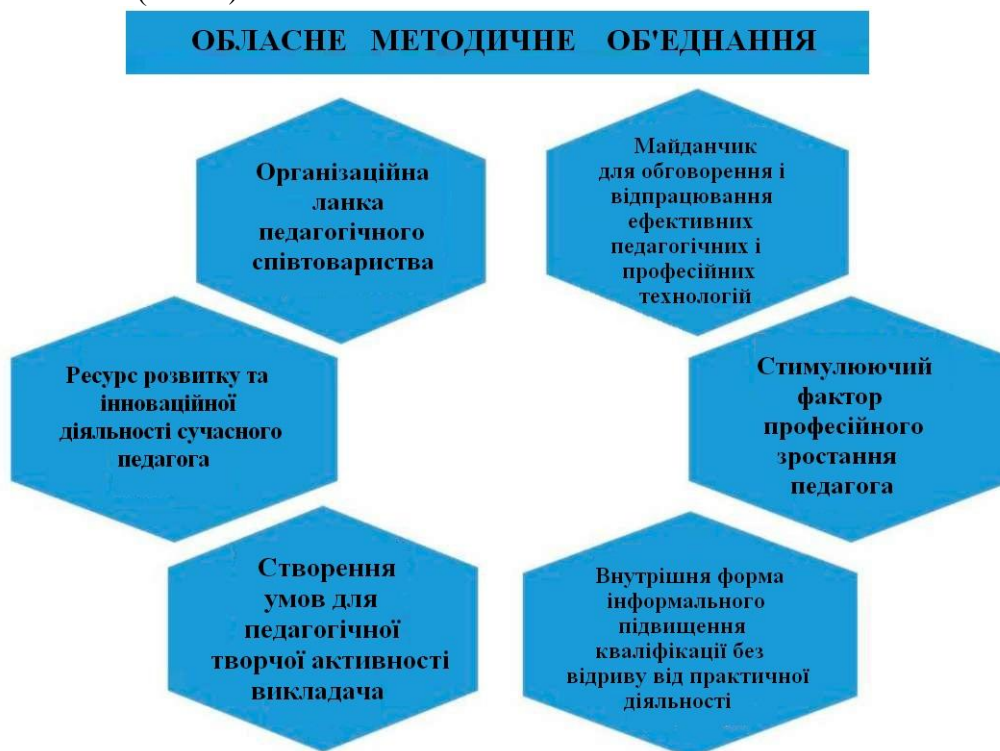 ОБЛАСНЕ МЕТОДИЧНЕ ОБ'ЄДНАННЯ
Організаційна
ланка
педагогічного
співтовариства
Майданчик
для обговорення і
відпрацювання
ефективних
педагогічних і
професійних
технологій
Ресурс розвитку та
інноваційної
діяльності сучасного
педагога
Стимулюючий
фактор
професійного
зростання
педагога
Створення
умов для
педагогічної
творчої активності
викладача
Внутрішня форма
інформального
підвищення
кваліфікації без
відриву від практичної
діяльності